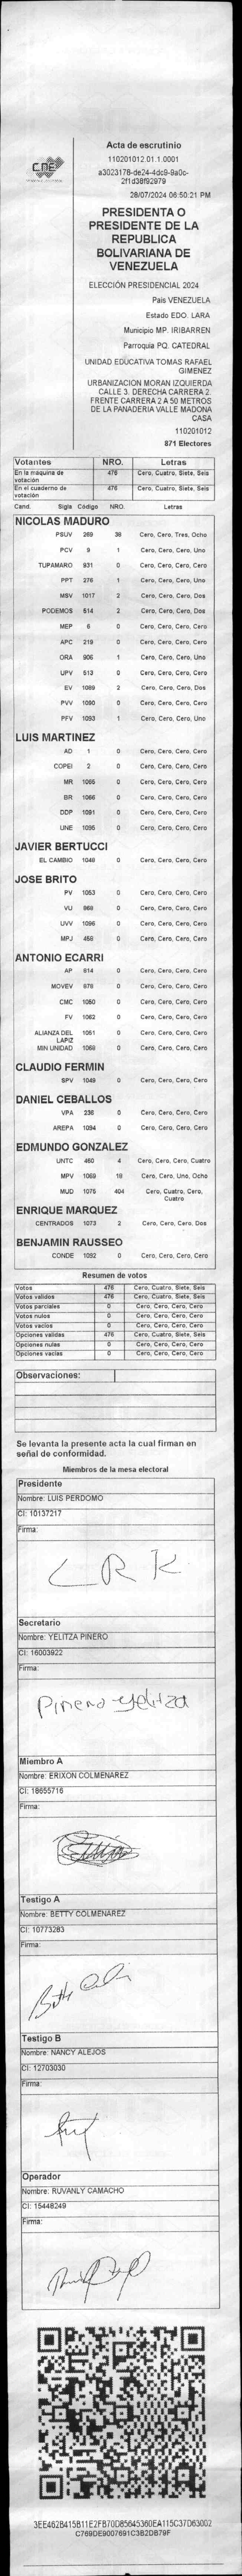 CNE
Acta de escrutinio
110201012.01.1.0001
a3023178-de24-4dc9-9a0c-
2f1d38f92979
28/07/2024 06:50:21 PM
PRESIDENTA O
PRESIDENTE DE LA
REPUBLICA
BOLIVARIANA DE
VENEZUELA
ELECCIÓN PRESIDENCIAL 2024
País VENEZUELA
Estado EDO. LARA
Municipio MP. IRIBARREN
Parroquia PQ. CATEDRAL
UNIDAD EDUCATIVA TOMAS RAFAEL
GIMENEZ
URBANIZACION MORAN IZQUIERDA
CALLE 3. DERECHA CARRERA 2.
FRENTE CARRERA 2 A 50 METROS
DE LA PANADERIA VALLE MADONA
CASA
110201012
871 Electores
Votantes NRO. Letras
En la maquina de votación 476 Cero, Cuatro, Siete, Seis
En el cuaderno de votación 476 Cero, Cuatro, Siete, Seis
Cand. Sigla Código NRO. Letras
NICOLAS MADURO
PSUV 269 38 Cero, Cero, Tres, Ocho
PCV 9 1 Cero, Cero, Cero, Uno
TUPAMARO 931 0 Cero, Cero, Cero, Cero
PPT 276 1 Cero, Cero, Cero, Uno
MSV 1017 2 Cero, Cero, Cero, Dos
PODEMOS 514 2 Cero, Cero, Cero, Dos
MEP 6 0 Cero, Cero, Cero, Cero
APC 219 0 Cero, Cero, Cero, Cero
ORA 906 1 Cero, Cero, Cero, Uno
UPV 513 0 Cero, Cero, Cero, Cero
EV 1089 2 Cero, Cero, Cero, Dos
PVV 1090 0 Cero, Cero, Cero, Cero
PFV 1093 1 Cero, Cero, Cero, Uno
LUIS MARTINEZ
AD 1 0 Cero, Cero, Cero, Cero
COPEI 2 0 Cero, Cero, Cero, Cero
MR 1065 0 Cero, Cero, Cero, Cero
BR 1066 0 Cero, Cero, Cero, Cero
DDP 1091 0 Cero, Cero, Cero, Cero
UNE 1095 0 Cero, Cero, Cero, Cero
JAVIER BERTUCCI
EL CAMBIO 1048 0 Cero, Cero, Cero, Cero
JOSE BRITO
PV 1053 0 Cero, Cero, Cero, Cero
VU 969 0 Cero, Cero, Cero, Cero
UVV 1096 0 Cero, Cero, Cero, Cero
MPJ 459 0 Cero, Cero, Cero, Cero
ANTONIO ECARRI
AP 814 0 Cero, Cero, Cero, Cero
MOVEV 978 0 Cero, Cero, Cero, Cero
CMC 1050 0 Cero, Cero, Cero, Cero
FV 1062 0 Cero, Cero, Cero, Cero
ALIANZA DEL LAPIZ 1051 0 Cero, Cero, Cero, Cero
MIN UNIDAD 1058 0 Cero, Cero, Cero, Cero
CLAUDIO FERMIN
SPV 1049 0 Cero, Cero, Cero, Cero
DANIEL CEBALLOS
VPA 236 0 Cero, Cero, Cero, Cero
AREPA 1094 0 Cero, Cero, Cero, Cero
EDMUNDO GONZALEZ
UNTC 460 4 Cero, Cero, Cero, Cuatro
MPV 1069 18 Cero, Cero, Uno, Ocho
MUD 1075 404 Cero, Cuatro, Cero, Cuatro
ENRIQUE MARQUEZ
CENTRADOS 1073 2 Cero, Cero, Cero, Dos
BENJAMIN RAUSSEO
CONDE 1092 0 Cero, Cero, Cero, Cero
Resumen de votos
Votos 476 Cero, Cuatro, Siete, Seis
Votos validos 476 Cero, Cuatro, Siete, Seis
Votos parciales 0 Cero, Cero, Cero, Cero
Votos nulos 0 Cero, Cero, Cero, Cero
Votos vacios 0 Cero, Cero, Cero, Cero
Opciones validas 476 Cero, Cuatro, Siete, Seis
Opciones nulas 0 Cero, Cero, Cero, Cero
Opciones vacias 0 Cero, Cero, Cero, Cero
Observaciones:
Se levanta la presente acta la cual firman en
señal de conformidad.
Miembros de la mesa electoral
Presidente
Nombre: LUIS PERDOMO
CI: 10137217
Firma:
LRK
Secretario
Nombre: YELITZA PIÑERO
CI: 16003922
Firma:
Piñero yelitza
Miembro A
Nombre: ERIXON COLMENAREZ
CI: 18655716
Firma:
Testigo A
Nombre: BETTY COLMENAREZ
CI: 10773283
Firma:
Testigo B
Nombre: NANCY ALEJOS
CI: 12703030
Firma:
Operador
Nombre: RUVANLY CAMACHO
CI: 15448249
Firma:
3EE462B415B11E2FB70D85645360EA115C37D63002
C769DE9007691C3B2DB79F